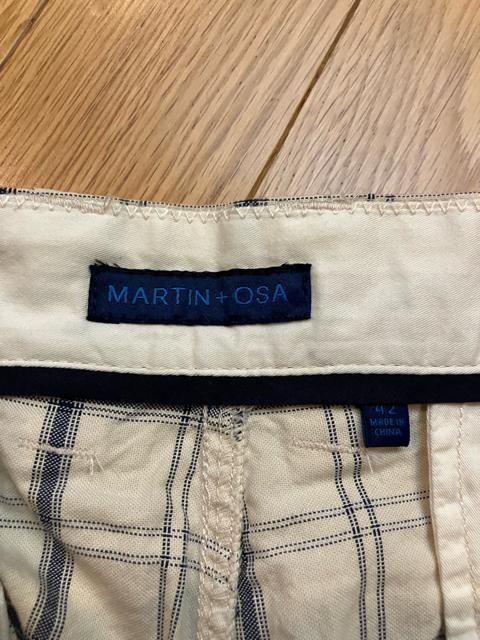 MARTIN + OSA
42
MADE IN
CHINA